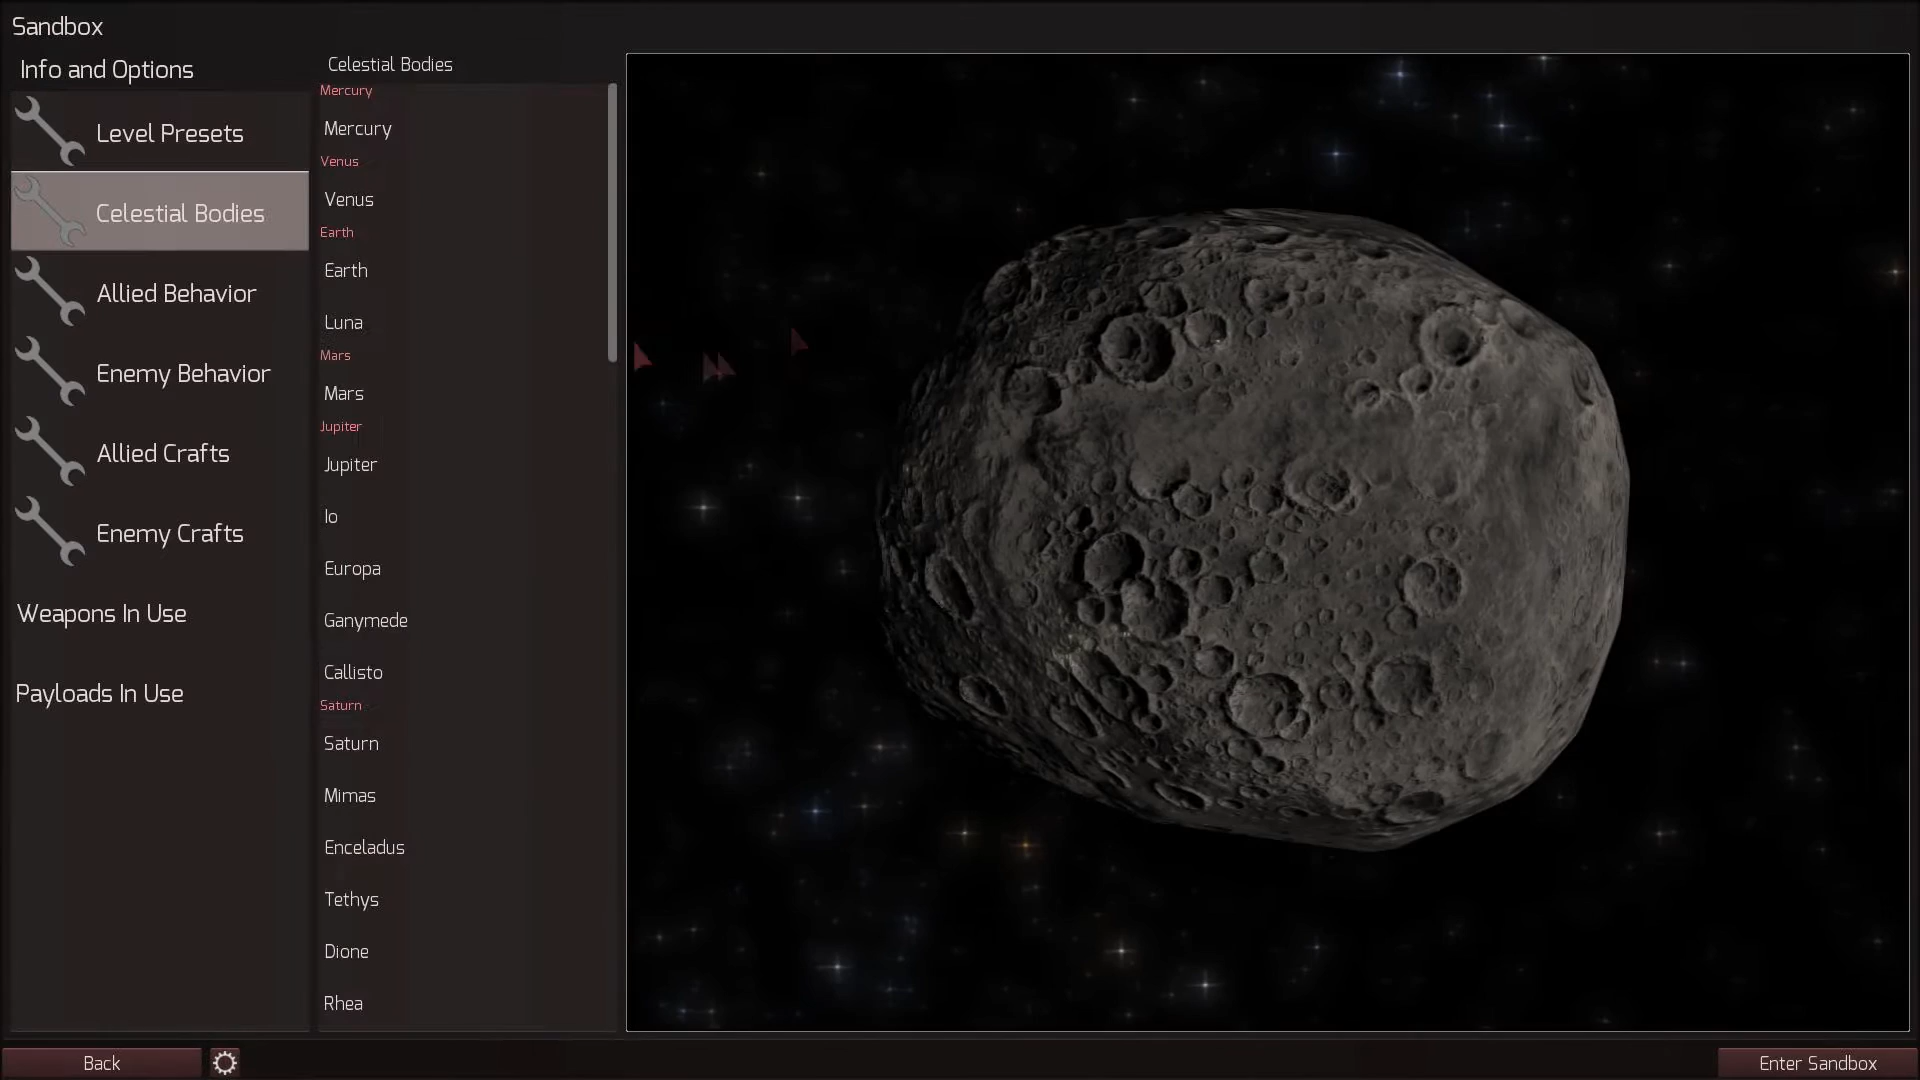 Sandbox
Info and Options
Level Presets
Celestial Bodies
Allied Behavior
Enemy Behavior
Allied Crafts
Enemy Crafts
Weapons In Use
Payloads In Use
Celestial Bodies
Mercury
Mercury
Venus
Venus
Earth
Earth
Luna
Mars
Mars
Jupiter
Jupiter
Io
Europa
Ganymede
Callisto
Saturn
Saturn
Mimas
Enceladus
Tethys
Dione
Rhea
Back
Enter Sandbox